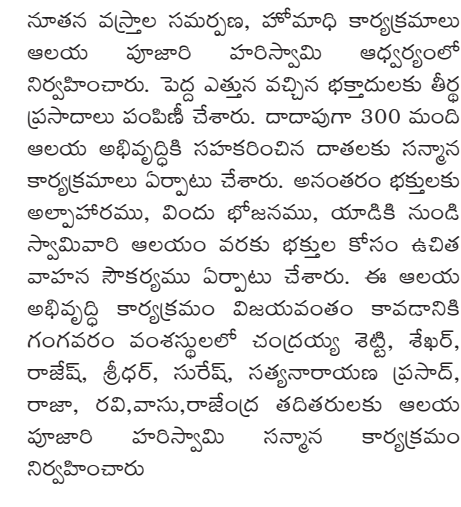 నూతన వస్త్రాల సమర్పణ, హోమాధి కార్యక్రమాలు
ఆలయ పూజారి హరిస్వామి ఆధ్వర్యంలో
నిర్వహించారు. పెద్ద ఎత్తున వచ్చిన భక్తాదులకు తీర్థ
ప్రసాదాలు పంపిణీ చేశారు. దాదాపుగా 300 మంది
ఆలయ అభివృద్ధికి సహకరించిన దాతలకు సన్మాన
కార్యక్రమాలు ఏర్పాటు చేశారు. అనంతరం భక్తులకు
అల్పాహారము, విందు భోజనము, యాడికి నుండి
స్వామివారి ఆలయం వరకు భక్తుల కోసం ఉచిత
వాహన సౌకర్యము ఏర్పాటు చేశారు. ఈ ఆలయ
అభివృద్ధి కార్యక్రమం విజయవంతం కావడానికి
గంగవరం వంశస్థులలో చంద్రయ్య శెట్టి, శేఖర్,
రాజేష్, శ్రీధర్, సురేష్, సత్యనారాయణ ప్రసాద్,
రాజా, రవి,వాసు,రాజేంద్ర తదితరులకు ఆలయ
పూజారి హరిస్వామి సన్మాన కార్యక్రమం
నిర్వహించారు